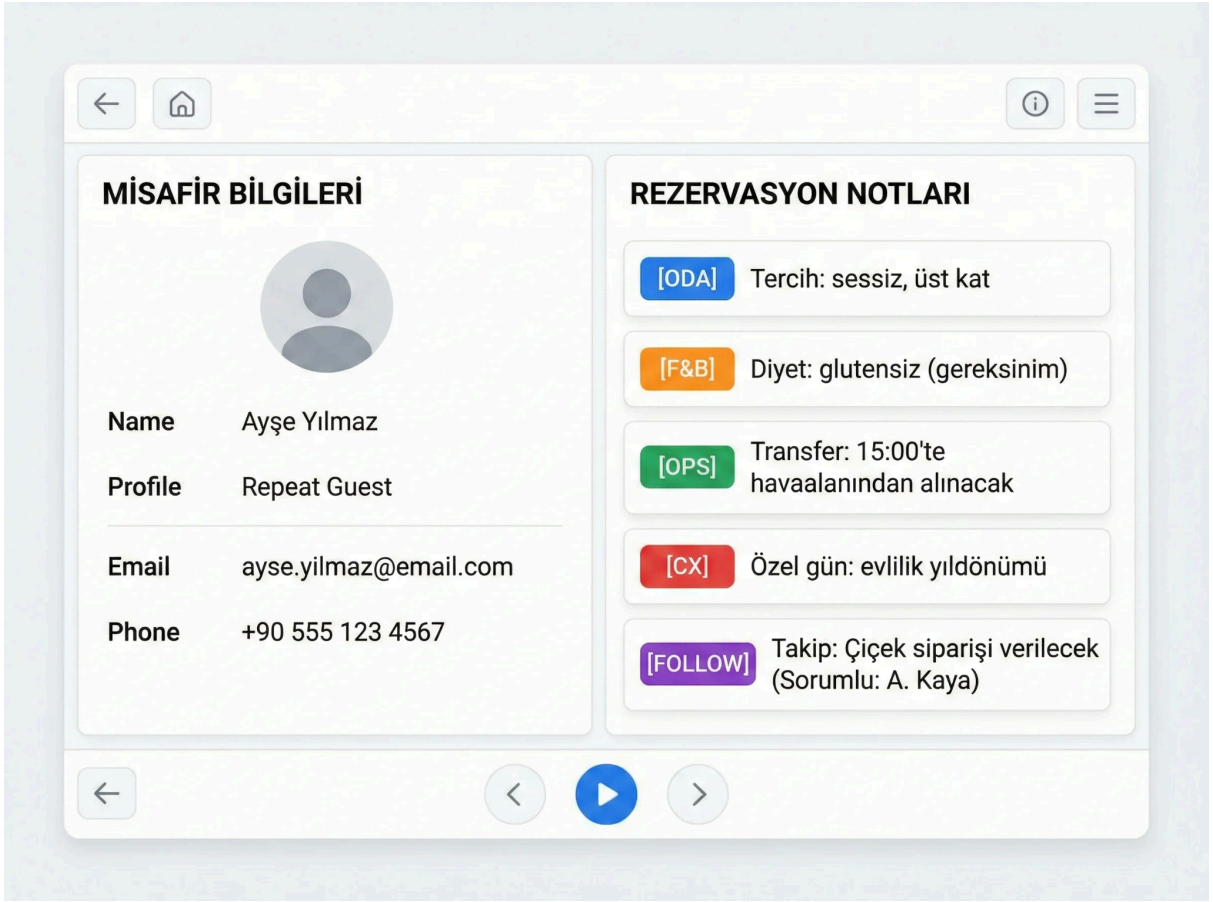 MİSAFİR BİLGİLERİ
Name Ayşe Yılmaz
Profile Repeat Guest
Email ayse.yilmaz@email.com
Phone +90 555 123 4567
REZERVASYON NOTLARI
[ODA] Tercih: sessiz, üst kat
[F&B] Diyet: glutensiz (gereksinim)
[OPS] Transfer: 15:00'te
havaalanından alınacak
[CX] Özel gün: evlilik yıldönümü
[FOLLOW] Takip: Çiçek siparişi verilecek
(Sorumlu: A. Kaya)